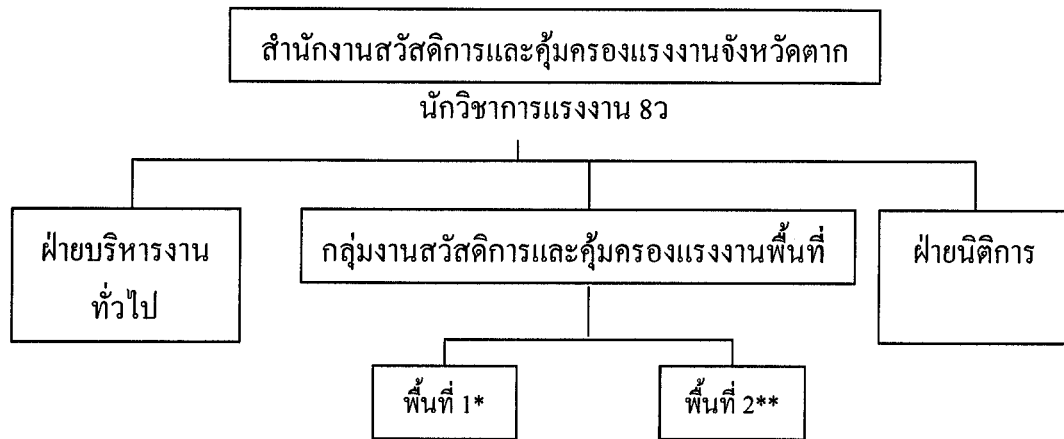 สำนักงานสวัสดิการและคุ้มครองแรงงานจังหวัดตาก
นักวิชาการแรงงาน 8ว
ฝ่ายบริหารงาน
ทั่วไป
กลุ่มงานสวัสดิการและคุ้มครองแรงงานพื้นที่
ฝ่ายนิติการ
พื้นที่ 1*
พื้นที่ 2**